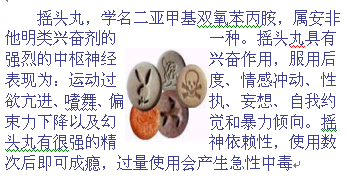 摇头丸，学名二亚甲基双氧苯丙胺，属安非
他明类兴奋剂的一种。摇头丸具有
强烈的中枢神经兴奋作用，服用后
表现为：运动过度、情感冲动、性
欲亢进、嗜舞、偏执、妄想、自我约
束力下降以及幻觉和暴力倾向。摇
头丸有很强的精神依赖性，使用数
次后即可成瘾，过量使用会产生急性中毒